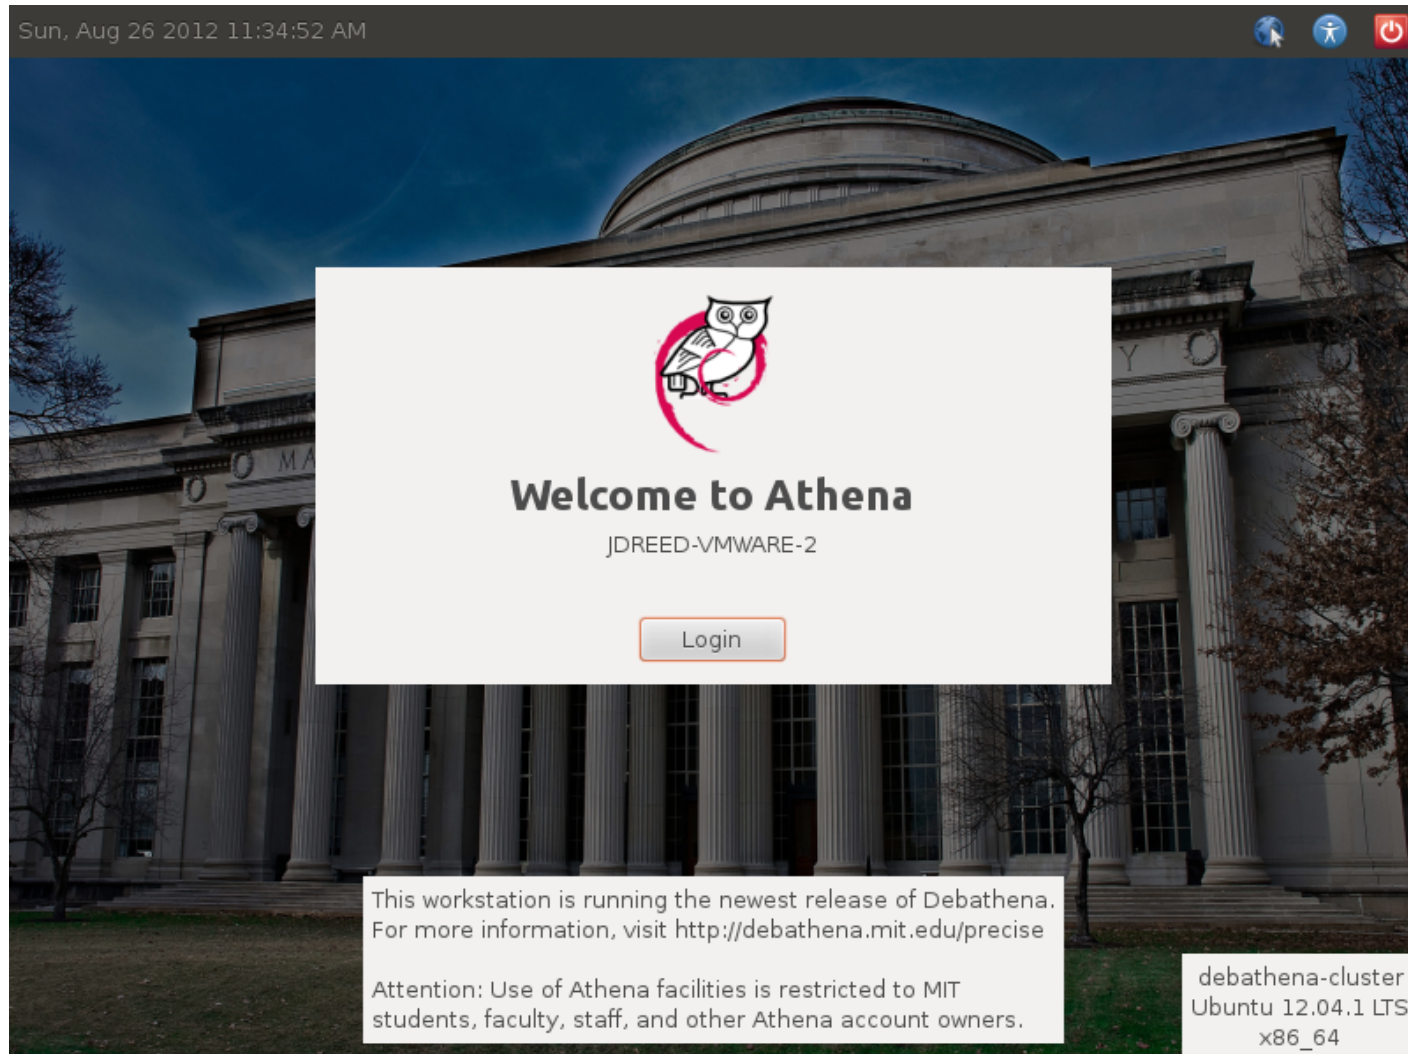 Sun, Aug 26 2012 11:34:52 AM
MA
Y
Welcome to Athena
JDREED-VMWARE-2
Login
This workstation is running the newest release of Debathena.
For more information, visit http://debathena.mit.edu/precise
Attention: Use of Athena facilities is restricted to MIT
students, faculty, staff, and other Athena account owners.
debathena-cluster
Ubuntu 12.04.1 LTS
x86_64